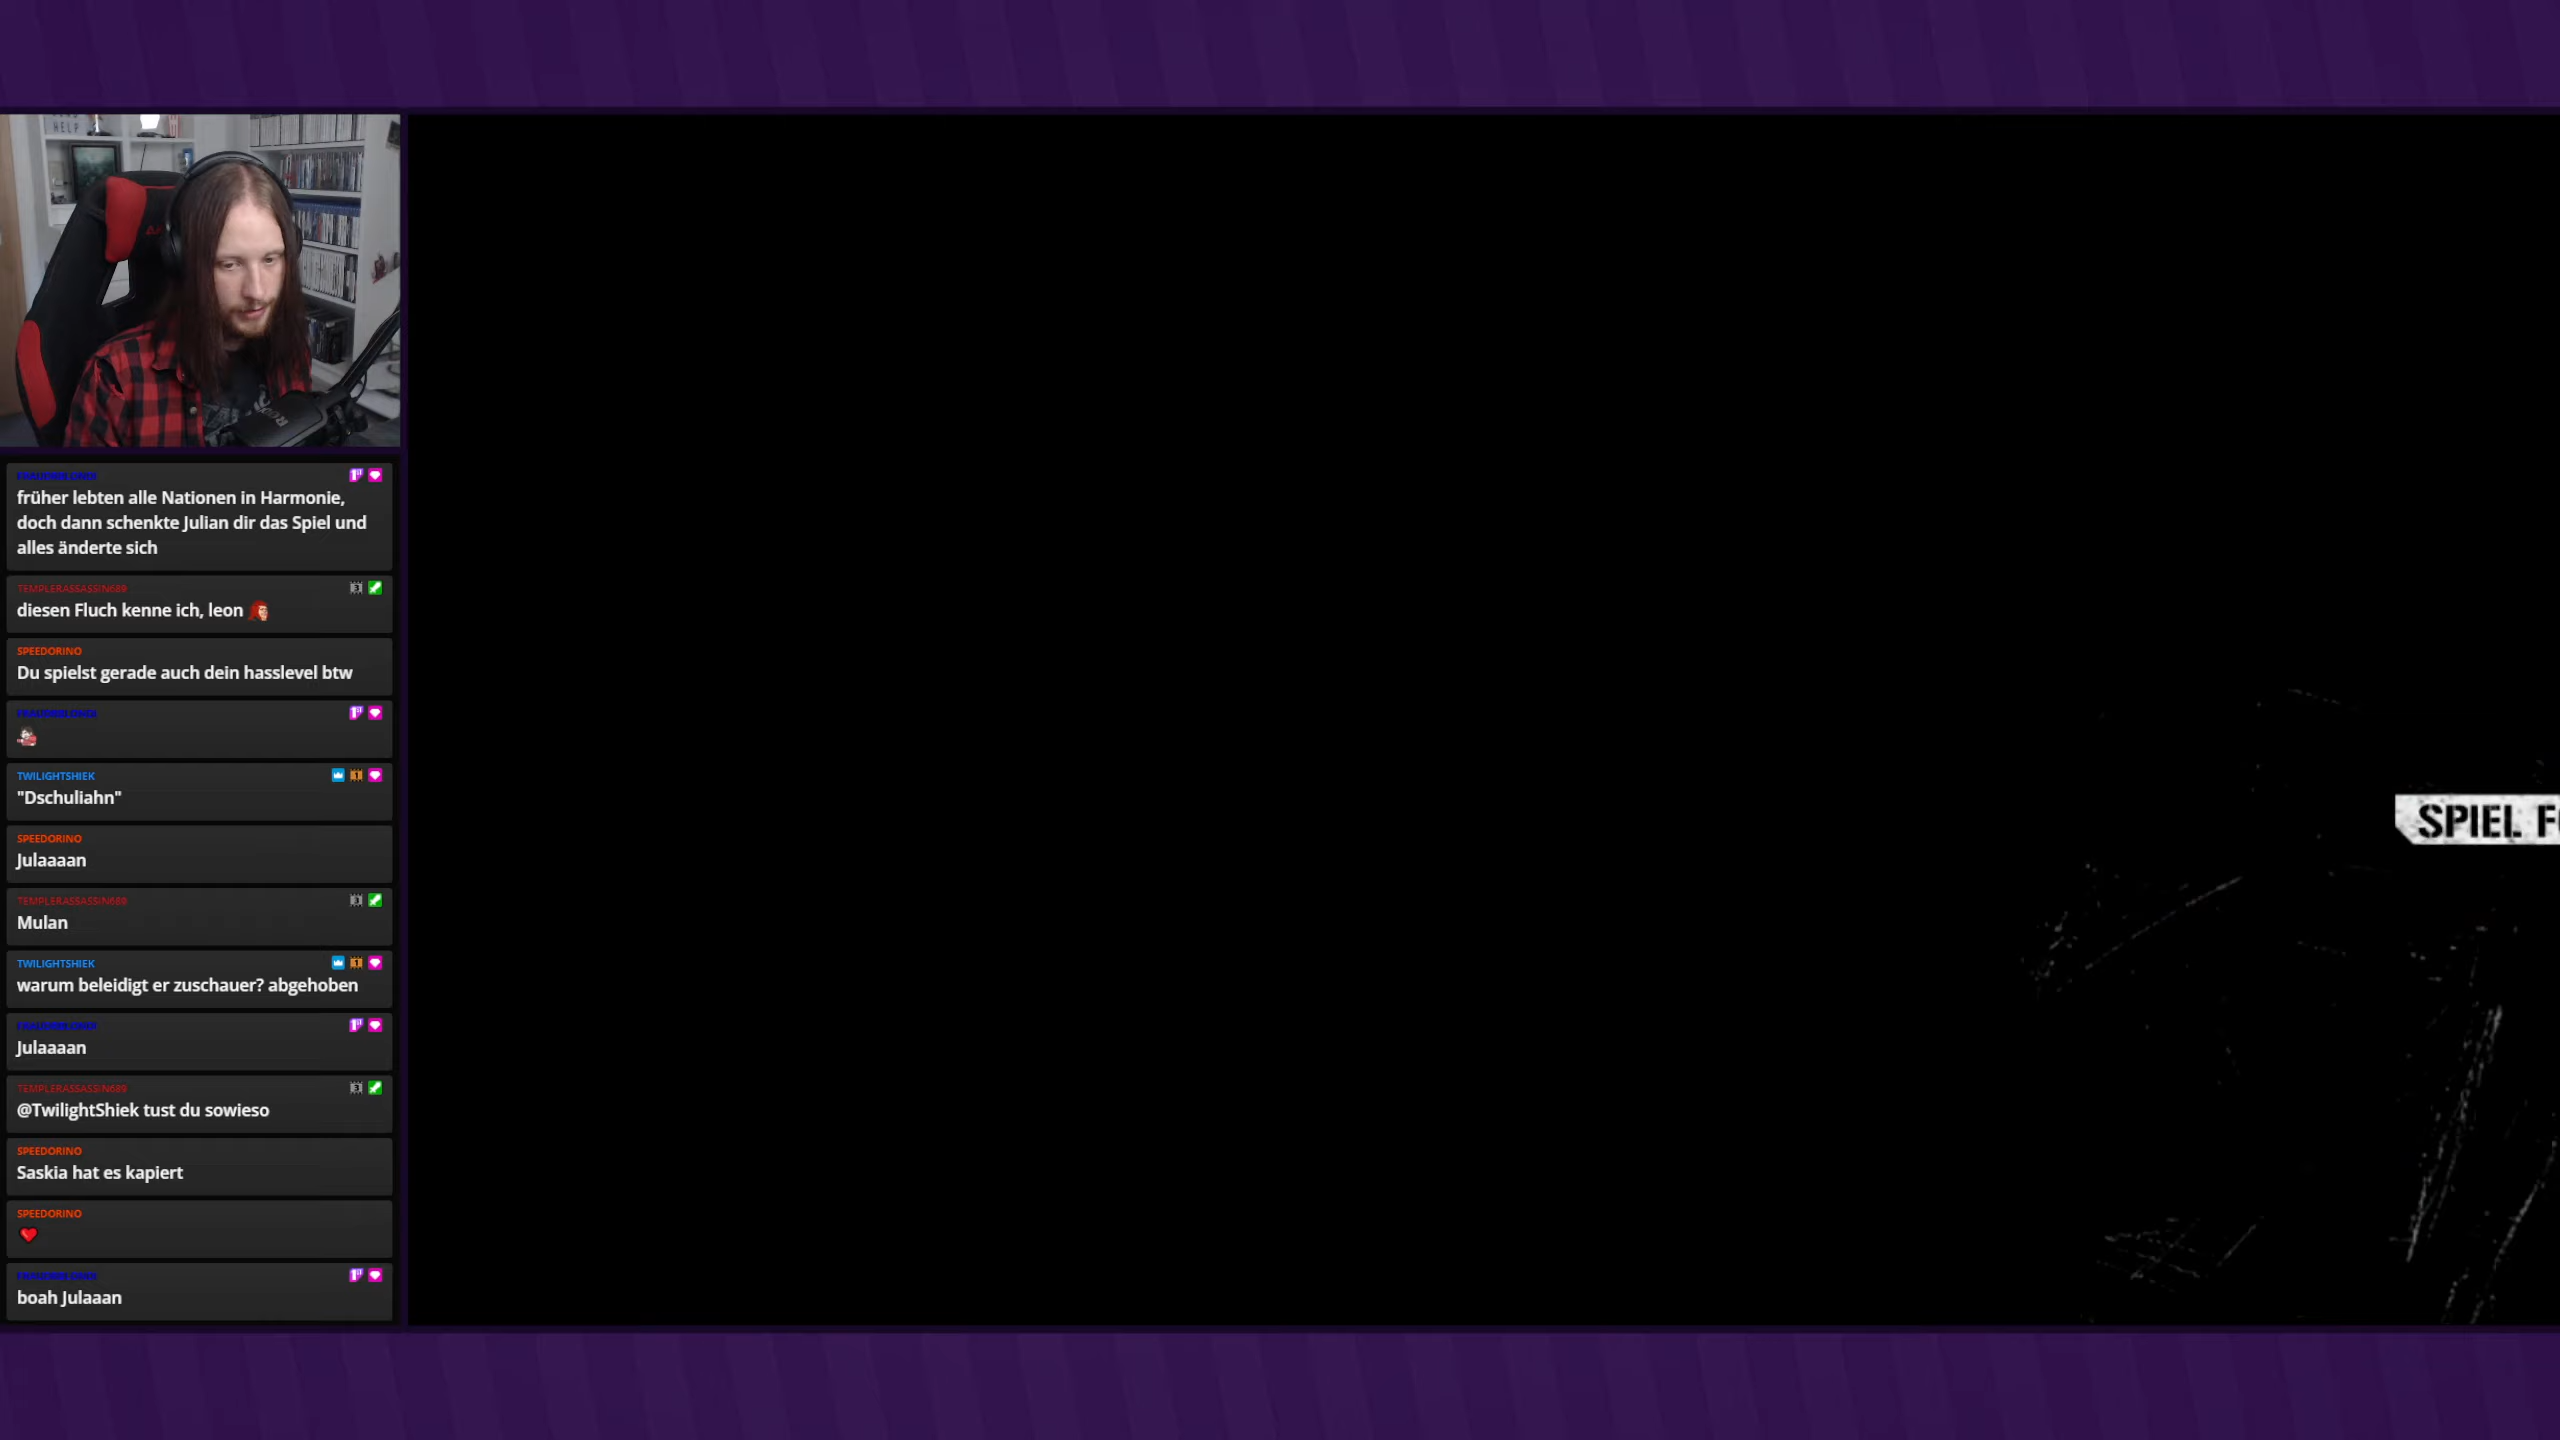 HELP
früher lebten alle Nationen in Harmonie,
doch dann schenkte Julian dir das Spiel und
alles änderte sich
TEMPLERASSASSIN689
diesen Fluch kenne ich, leon
SPEEDORINO
Du spielst gerade auch dein hasslevel btw
TWILIGHTSHIEK
"Dschuliahn"
SPEEDORINO
Julaaaan
TEMPLERASSASSIN689
Mulan
TWILIGHTSHIEK
warum beleidigt er zuschauer? abgehoben
Julaaaan
TEMPLERASSASSIN689
@TwilightShiek tust du sowieso
SPEEDORINO
Saskia hat es kapiert
SPEEDORINO
boah Julaaan
SPIEL